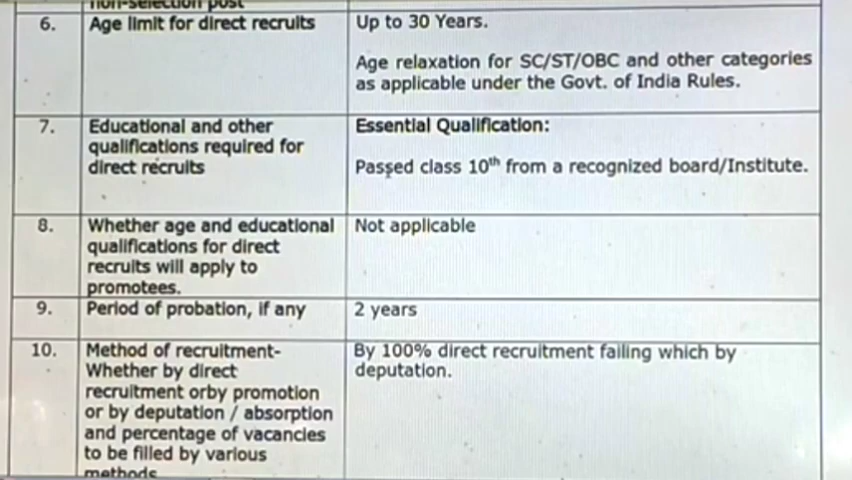 non-selection post
6. Age limit for direct recruits
Up to 30 Years.
Age relaxation for SC/ST/OBC and other categories
as applicable under the Govt. of India Rules.
7. Educational and other
qualifications required for
direct recruits
Essential Qualification:
Passed class 10th from a recognized board/Institute.
8. Whether age and educational
qualifications for direct
recruits will apply to
promotees.
Not applicable
9. Period of probation, if any
2 years
10. Method of recruitment-
Whether by direct
recruitment orby promotion
or by deputation / absorption
and percentage of vacancies
to be filled by various
methods
By 100% direct recruitment failing which by
deputation.